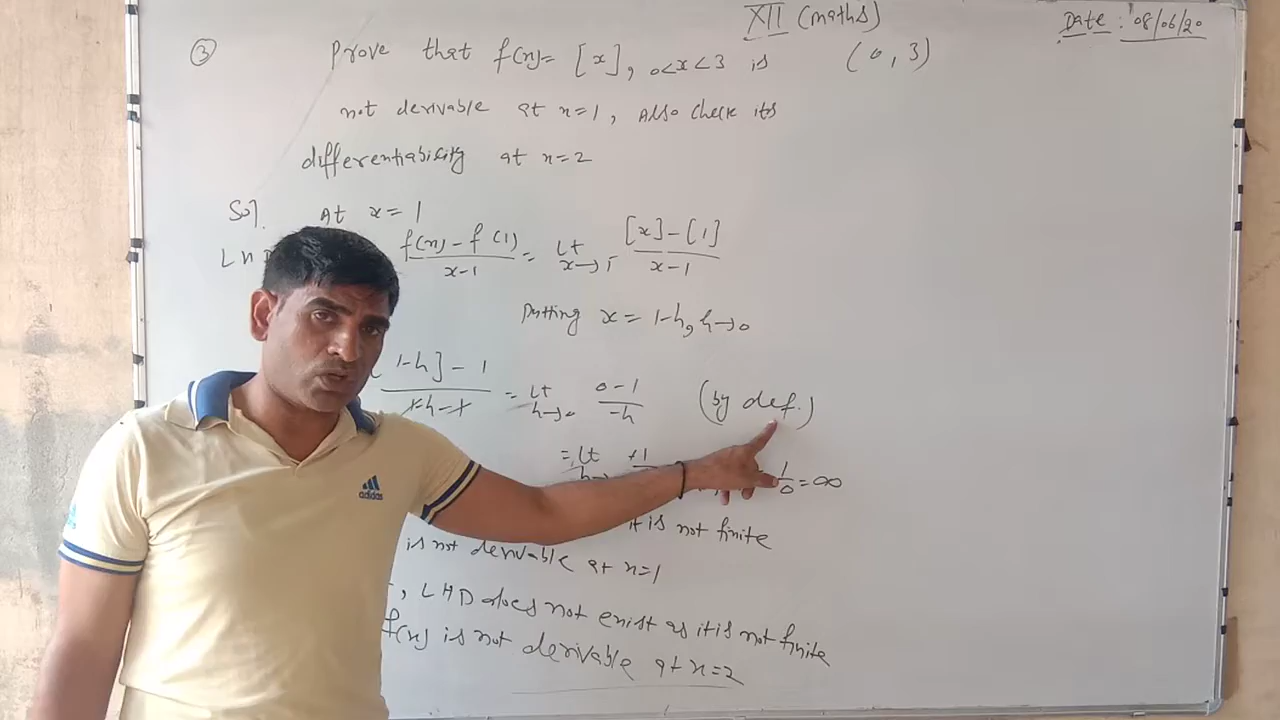 XII (maths)
Date : 08/06/20
③ Prove that f(x)= [x], 0<x<3 is (0,3)
not derivable at x=1, Also check its
differentiability at x=2
Sol. At x=1
LH f(x)-f(1)/x-1 = Lt x→1⁻ [x]-[1]/x-1
Putting x = 1-h, h→0
1-h]-1/1-h-1 = Lt h→0 0-1/-h (by def.)
= Lt h→ +1 1/0 = ∞
it is not finite
is not derivable at x=1
, LHD does not exist as it is not finite
f(x) is not derivable at x=2
adidas